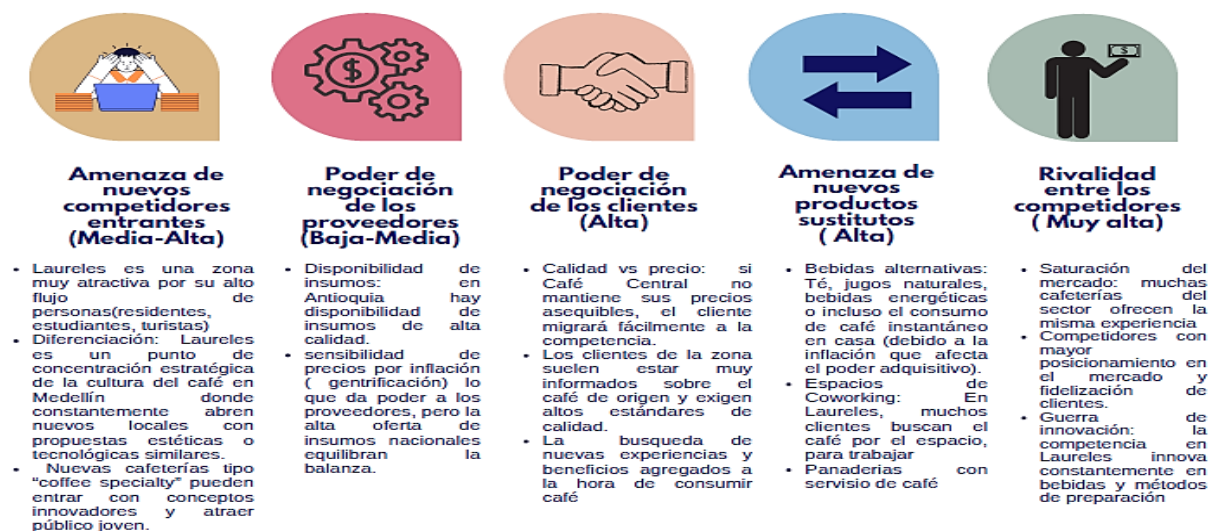 $
$
Amenaza de
nuevos
competidores
entrantes
(Media-Alta)
• Laureles es una zona
muy atractiva por su alto
flujo de
personas(residentes,
estudiantes, turistas)
• Diferenciación: Laureles
es un punto de
concentración estratégica
de la cultura del café en
Medellín donde
constantemente abren
nuevos locales con
propuestas estéticas o
tecnológicas similares.
• Nuevas cafeterías tipo
“coffee specialty” pueden
entrar con conceptos
innovadores y atraer
público joven.
Poder de
negociación
de los
proveedores
(Baja-Media)
• Disponibilidad de
insumos: en
Antioquia hay
disponibilidad de
insumos de alta
calidad.
• sensibilidad de
precios por inflación
( gentrificación) lo
que da poder a los
proveedores, pero la
alta oferta de
insumos nacionales
equilibran la
balanza.
Poder de
negociación
de los clientes
(Alta)
• Calidad vs precio: si
Café Central no
mantiene sus precios
asequibles, el cliente
migrará fácilmente a la
competencia.
• Los clientes de la zona
suelen estar muy
informados sobre el
café de origen y exigen
altos estándares de
calidad.
• La busqueda de
nuevas experiencias y
beneficios agregados a
la hora de consumir
café
Amenaza de
nuevos
productos
sustitutos
( Alta)
• Bebidas alternativas:
Té, jugos naturales,
bebidas energéticas
o incluso el consumo
de café instantáneo
en casa (debido a la
inflación que afecta
el poder adquisitivo).
• Espacios de
Coworking: En
Laureles, muchos
clientes buscan el
café por el espacio,
para trabajar
• Panaderias con
servisio de café
Rivalidad
entre los
competidores
( Muy alta)
• Saturación del
mercado: muchas
cafeterías del
sector ofrecen la
misma experiencia
• Competidores con
mayor
posicionamiento en
el mercado y
fidelización de
clientes.
• Guerra de
innovación: la
competencia en
Laureles innova
constantemente en
bebidas y métodos
de preparación